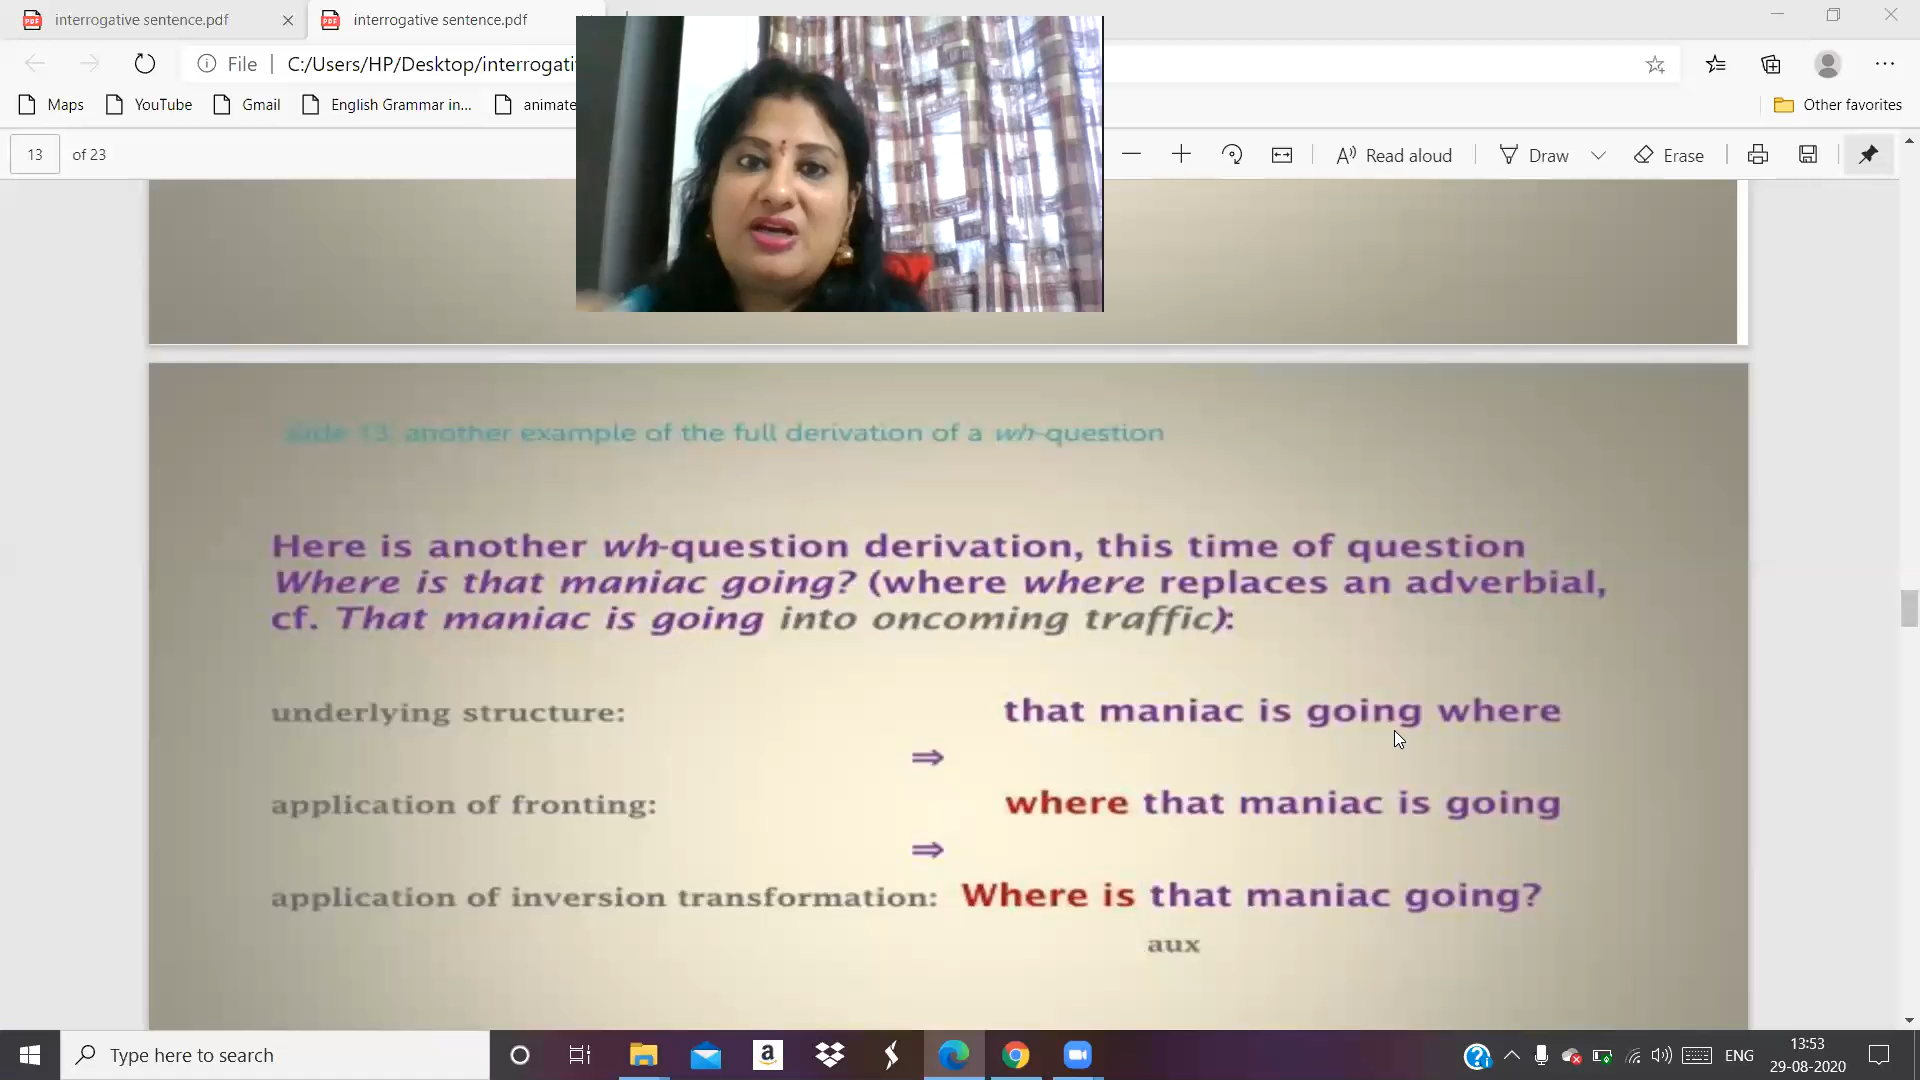 interrogative sentence.pdf
interrogative sentence.pdf
File
C:/Users/HP/Desktop/interrogati
Maps
YouTube
Gmail
English Grammar in...
animate
Other favorites
13
of 23
Read aloud
Draw
Erase
slide 13: another example of the full derivation of a wh-question
Here is another wh-question derivation, this time of question
Where is that maniac going? (where where replaces an adverbial,
cf. That maniac is going into oncoming traffic):
underlying structure: that maniac is going where
⇒
application of fronting: where that maniac is going
⇒
application of inversion transformation: Where is that maniac going?
aux
Type here to search
ENG
13:53
29-08-2020